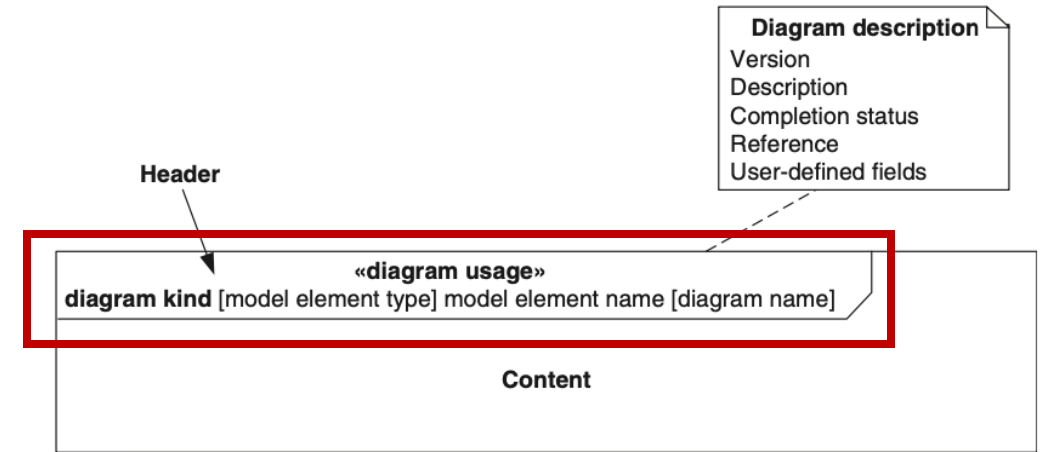 Diagram description
Version
Description
Completion status
Reference
User-defined fields
Header
«diagram usage»
diagram kind [model element type] model element name [diagram name]
Content